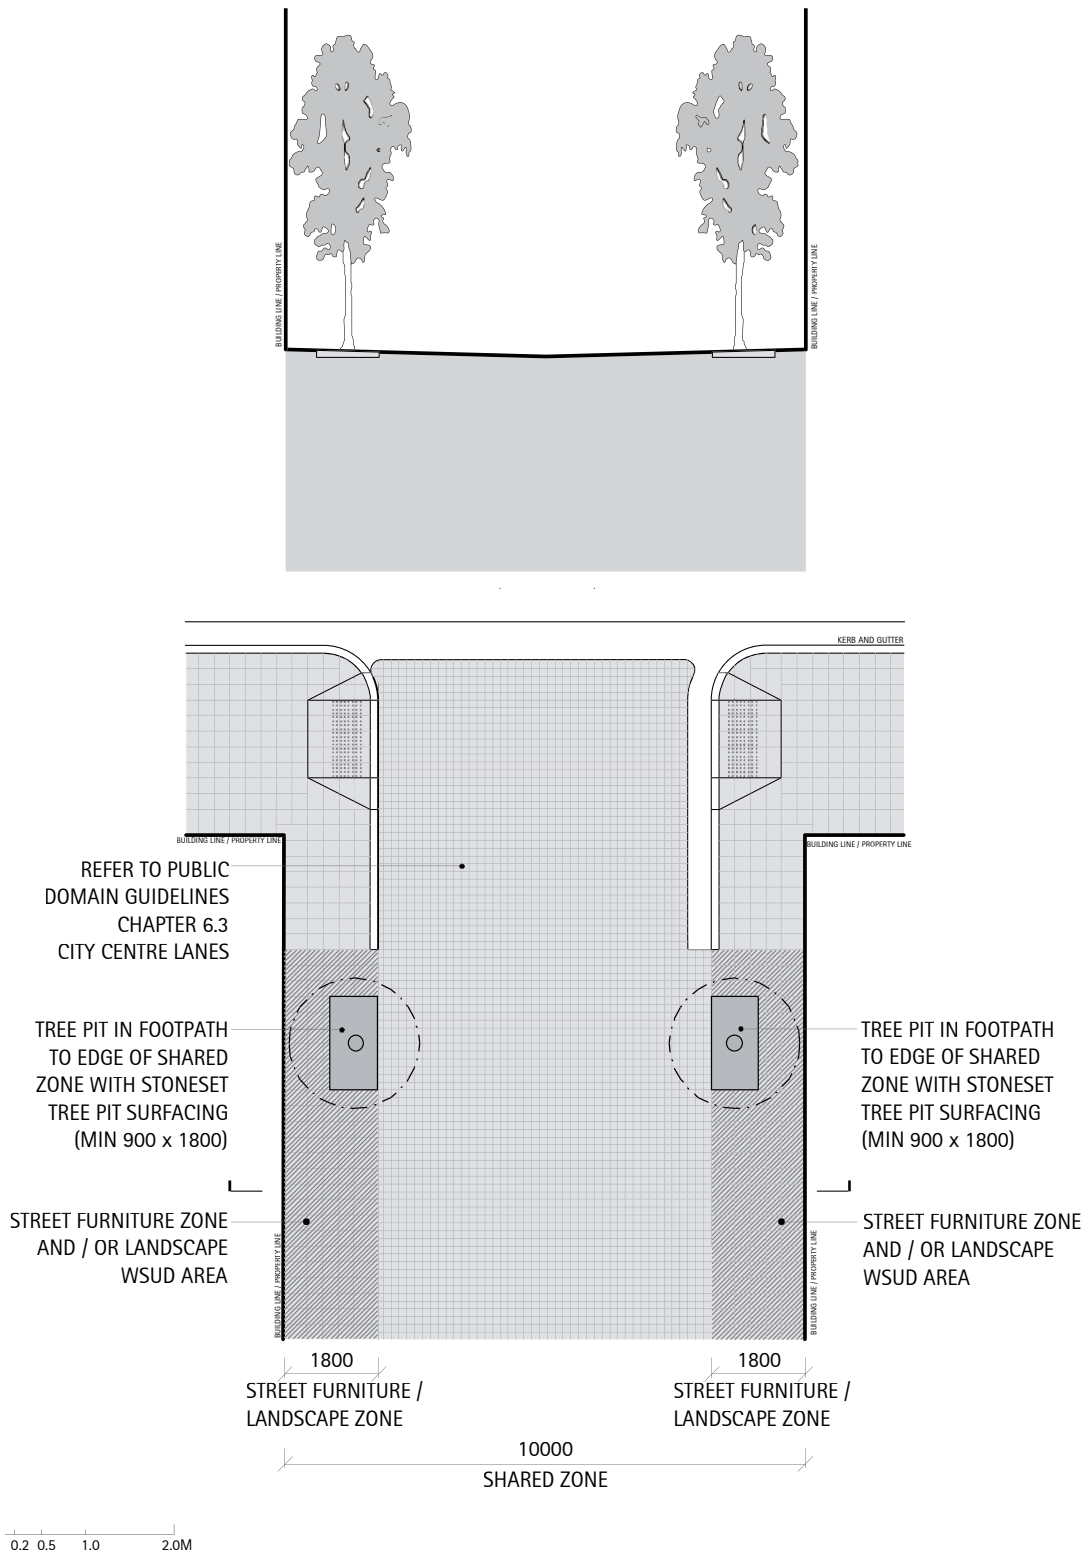 BUILDING LINE / PROPERTY LINE
BUILDING LINE / PROPERTY LINE
KERB AND GUTTER
BUILDING LINE / PROPERTY LINE
BUILDING LINE / PROPERTY LINE
REFER TO PUBLIC
DOMAIN GUIDELINES
CHAPTER 6.3
CITY CENTRE LANES
TREE PIT IN FOOTPATH
TO EDGE OF SHARED
ZONE WITH STONESET
TREE PIT SURFACING
(MIN 900 x 1800)
TREE PIT IN FOOTPATH
TO EDGE OF SHARED
ZONE WITH STONESET
TREE PIT SURFACING
(MIN 900 x 1800)
STREET FURNITURE ZONE
AND / OR LANDSCAPE
WSUD AREA
STREET FURNITURE ZONE
AND / OR LANDSCAPE
WSUD AREA
BUILDING LINE / PROPERTY LINE
BUILDING LINE / PROPERTY LINE
1800
STREET FURNITURE /
LANDSCAPE ZONE
1800
STREET FURNITURE /
LANDSCAPE ZONE
10000
SHARED ZONE
0.2 0.5 1.0 2.0M